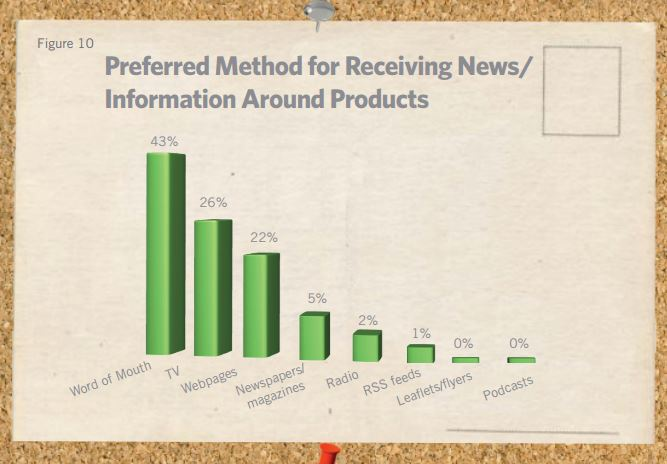 Figure 10
Preferred Method for Receiving News/
Information Around Products
43%
26%
22%
5%
2%
1%
0%
0%
Word of Mouth
TV
Webpages
Newspapers/
magazines
Radio
RSS feeds
Leaflets/flyers
Podcasts